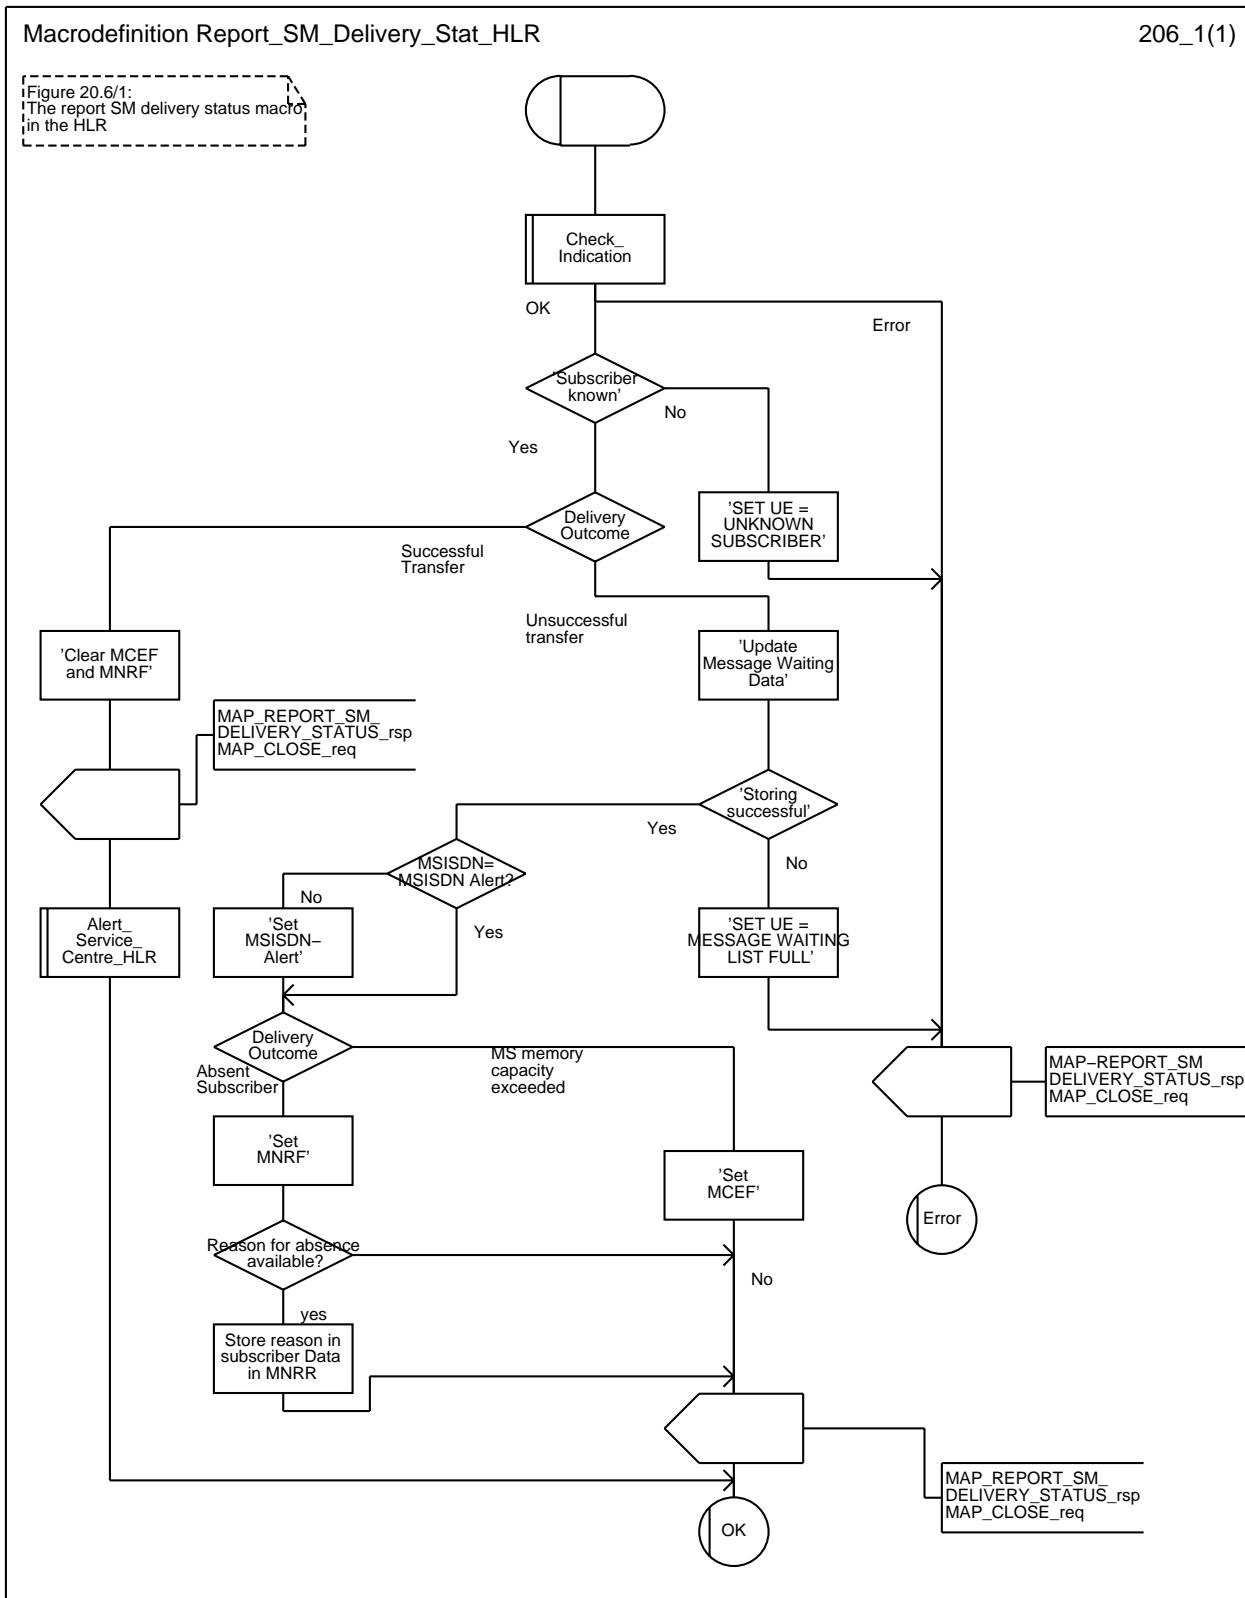 Macrodefinition Report_SM_Delivery_Stat_HLR
206_1(1)
Figure 20.6/1:
The report SM delivery status macro
in the HLR
Check_
Indication
OK
Error
'Subscriber
known'
No
Yes
Delivery
Outcome
'SET UE =
UNKNOWN
SUBSCRIBER'
Successful
Transfer
Unsuccessful
transfer
'Clear MCEF
and MNRF'
'Update
Message Waiting
Data'
MAP_REPORT_SM_
DELIVERY_STATUS_rsp
MAP_CLOSE_req
'Storing
successful'
Yes
No
MSISDN=
MSISDN Alert?
No
Yes
Alert_
Service_
Centre_HLR
'Set
MSISDN–
Alert'
'SET UE =
MESSAGE WAITING
LIST FULL'
Delivery
Outcome
Absent
Subscriber
MS memory
capacity
exceeded
MAP–REPORT_SM
DELIVERY_STATUS_rsp
MAP_CLOSE_req
'Set
MNRF'
'Set
MCEF'
Error
Reason for absence
available?
No
yes
Store reason in
subscriber Data
in MNRR
MAP_REPORT_SM_
DELIVERY_STATUS_rsp
MAP_CLOSE_req
OK